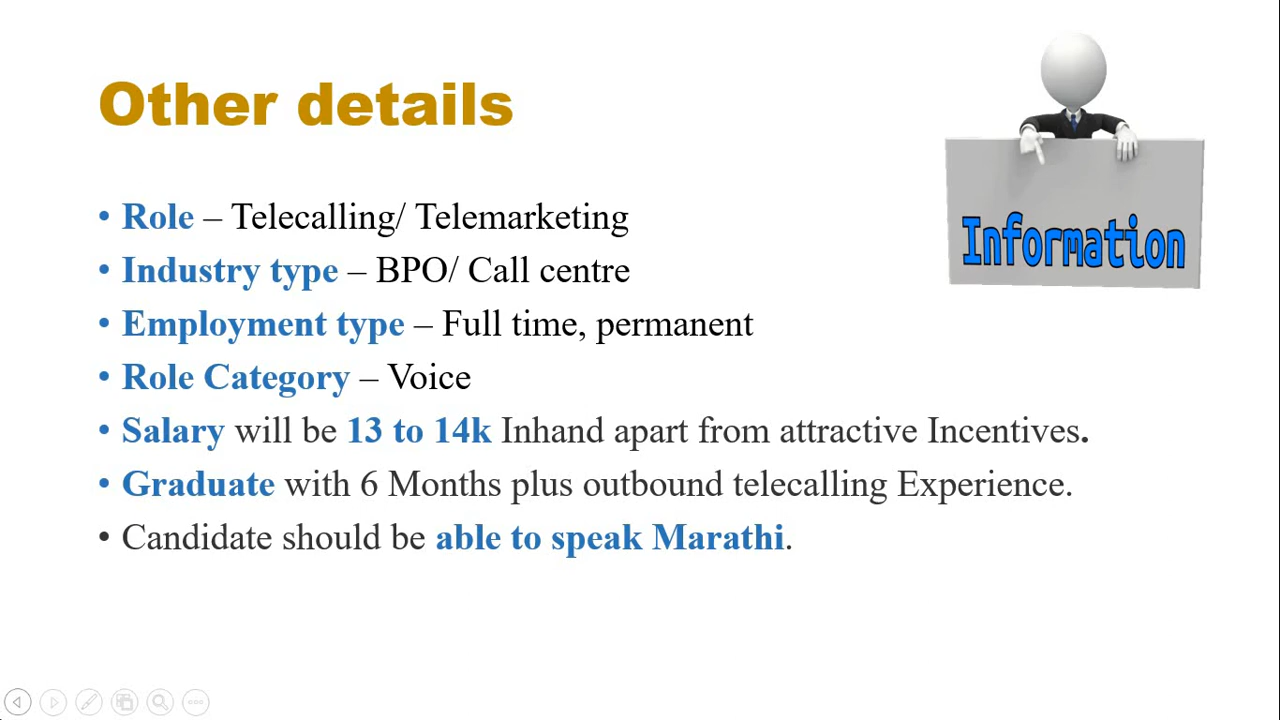 Other details
Information
• Role – Telecalling/ Telemarketing
• Industry type – BPO/ Call centre
• Employment type – Full time, permanent
• Role Category – Voice
• Salary will be 13 to 14k Inhand apart from attractive Incentives.
• Graduate with 6 Months plus outbound telecalling Experience.
• Candidate should be able to speak Marathi.